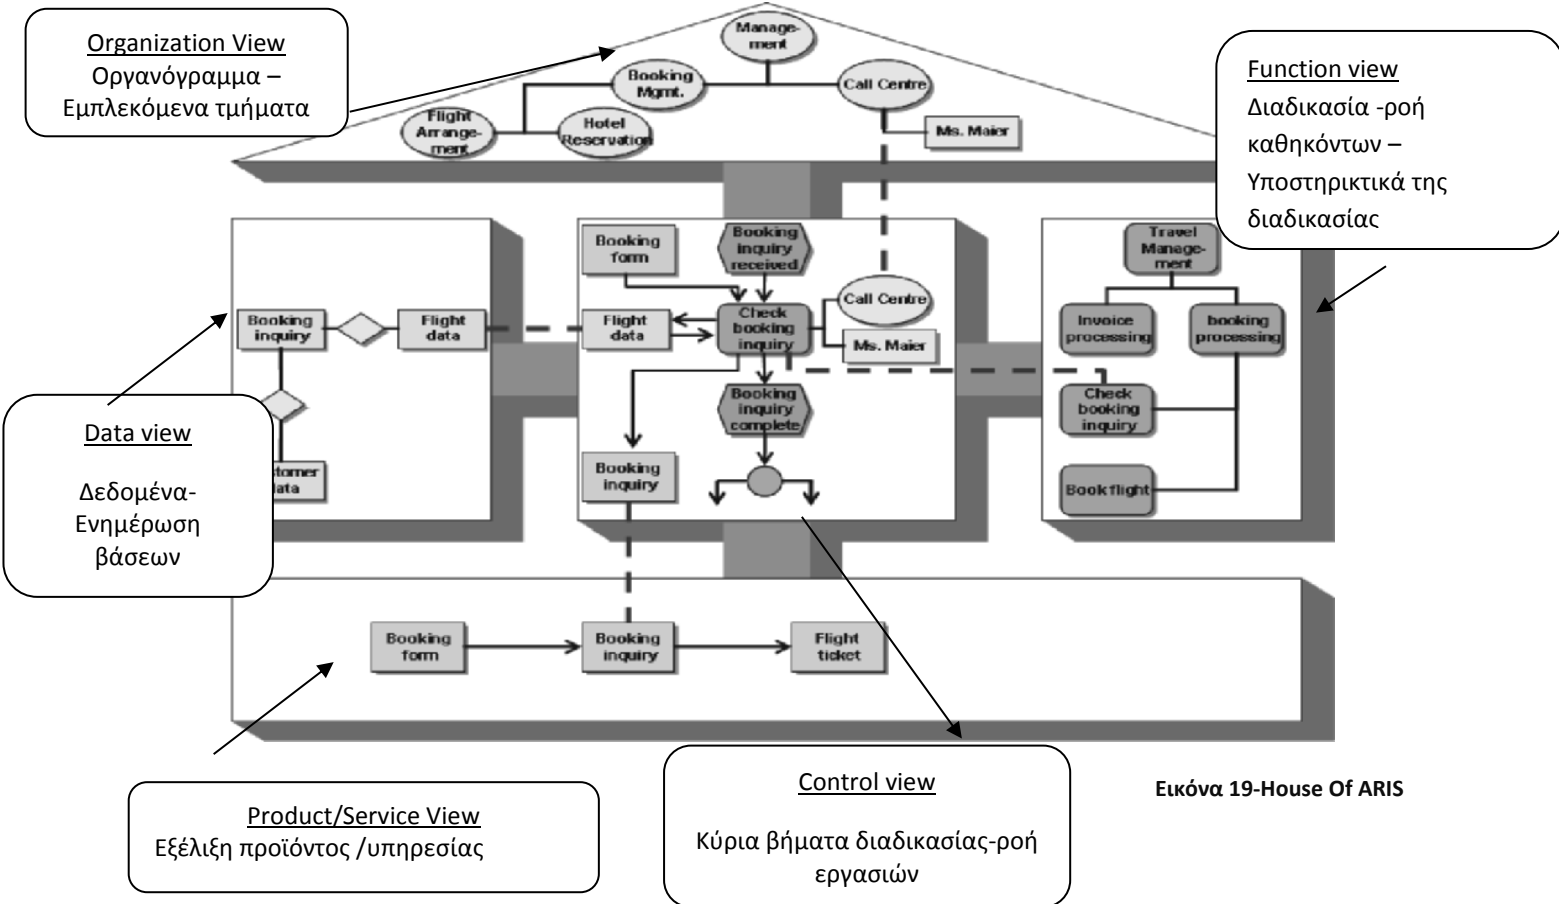 Organization View
Οργανόγραμμα –
Εμπλεκόμενα τμήματα
Manage-
ment
Booking
Mgmt.
Call Centre
Flight
Arrange-
ment
Hotel
Reservation
Ms. Maier
Function view
Διαδικασία -ροή
καθηκόντων –
Υποστηρικτικά της
διαδικασίας
Booking
inquiry
Flight
data
Data view
Δεδομένα-
Ενημέρωση
βάσεων
Booking
form
Booking
inquiry
received
Flight
data
Check
booking
inquiry
Call Centre
Ms. Maier
Booking
inquiry
complete
Booking
inquiry
Travel
Manage-
ment
Invoice
processing
booking
processing
Check
booking
inquiry
Book flight
Booking
form
Booking
inquiry
Flight
ticket
Product/Service View
Εξέλιξη προϊόντος /υπηρεσίας
Control view
Κύρια βήματα διαδικασίας-ροή
εργασιών
Εικόνα 19-House Of ARIS